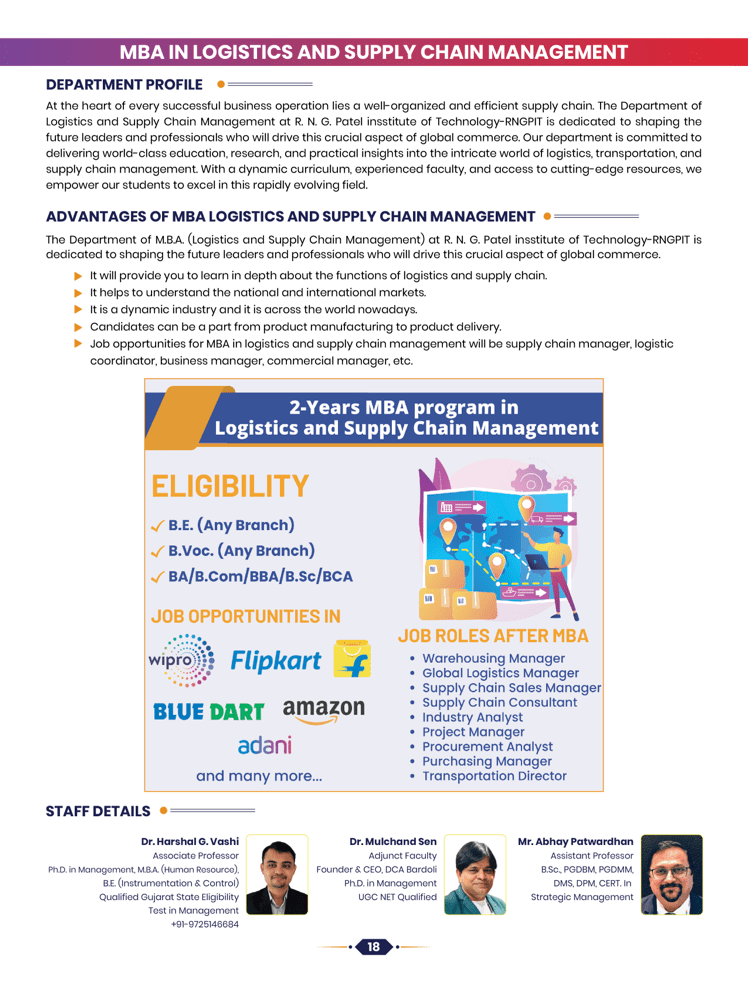 MBA IN LOGISTICS AND SUPPLY CHAIN MANAGEMENT
DEPARTMENT PROFILE
At the heart of every successful business operation lies a well-organized and efficient supply chain. The Department of
Logistics and Supply Chain Management at R. N. G. Patel insstitute of Technology-RNGPIT is dedicated to shaping the
future leaders and professionals who will drive this crucial aspect of global commerce. Our department is committed to
delivering world-class education, research, and practical insights into the intricate world of logistics, transportation, and
supply chain management. With a dynamic curriculum, experienced faculty, and access to cutting-edge resources, we
empower our students to excel in this rapidly evolving field.
ADVANTAGES OF MBA LOGISTICS AND SUPPLY CHAIN MANAGEMENT
The Department of M.B.A. (Logistics and Supply Chain Management) at R. N. G. Patel insstitute of Technology-RNGPIT is
dedicated to shaping the future leaders and professionals who will drive this crucial aspect of global commerce.
It will provide you to learn in depth about the functions of logistics and supply chain.
It helps to understand the national and international markets.
It is a dynamic industry and it is across the world nowadays.
Candidates can be a part from product manufacturing to product delivery.
Job opportunities for MBA in logistics and supply chain management will be supply chain manager, logistic
coordinator, business manager, commercial manager, etc.
2-Years MBA program in
Logistics and Supply Chain Management
ELIGIBILITY
B.E. (Any Branch)
B.Voc. (Any Branch)
BA/B.Com/BBA/B.Sc/BCA
JOB OPPORTUNITIES IN
wipro
Flipkart
BLUE DART
amazon
adani
and many more...
JOB ROLES AFTER MBA
• Warehousing Manager
• Global Logistics Manager
• Supply Chain Sales Manager
• Supply Chain Consultant
• Industry Analyst
• Project Manager
• Procurement Analyst
• Purchasing Manager
• Transportation Director
STAFF DETAILS
Dr. Harshal G. Vashi
Associate Professor
Ph.D. in Management, M.B.A. (Human Resource),
B.E. (Instrumentation & Control)
Qualified Gujarat State Eligibility
Test in Management
+91-9725146684
Dr. Mulchand Sen
Adjunct Faculty
Founder & CEO, DCA Bardoli
Ph.D. in Management
UGC NET Qualified
Mr. Abhay Patwardhan
Assistant Professor
B.Sc., PGDBM, PGDMM,
DMS, DPM, CERT. In
Strategic Management
18